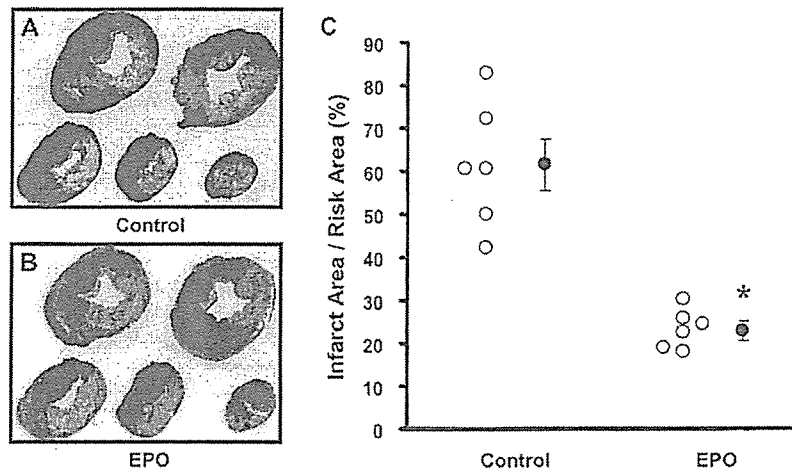 A
Control
B
EPO
C
Infarct Area / Risk Area (%)
90
80
70
60
50
40
30
20
10
0
*
Control
EPO